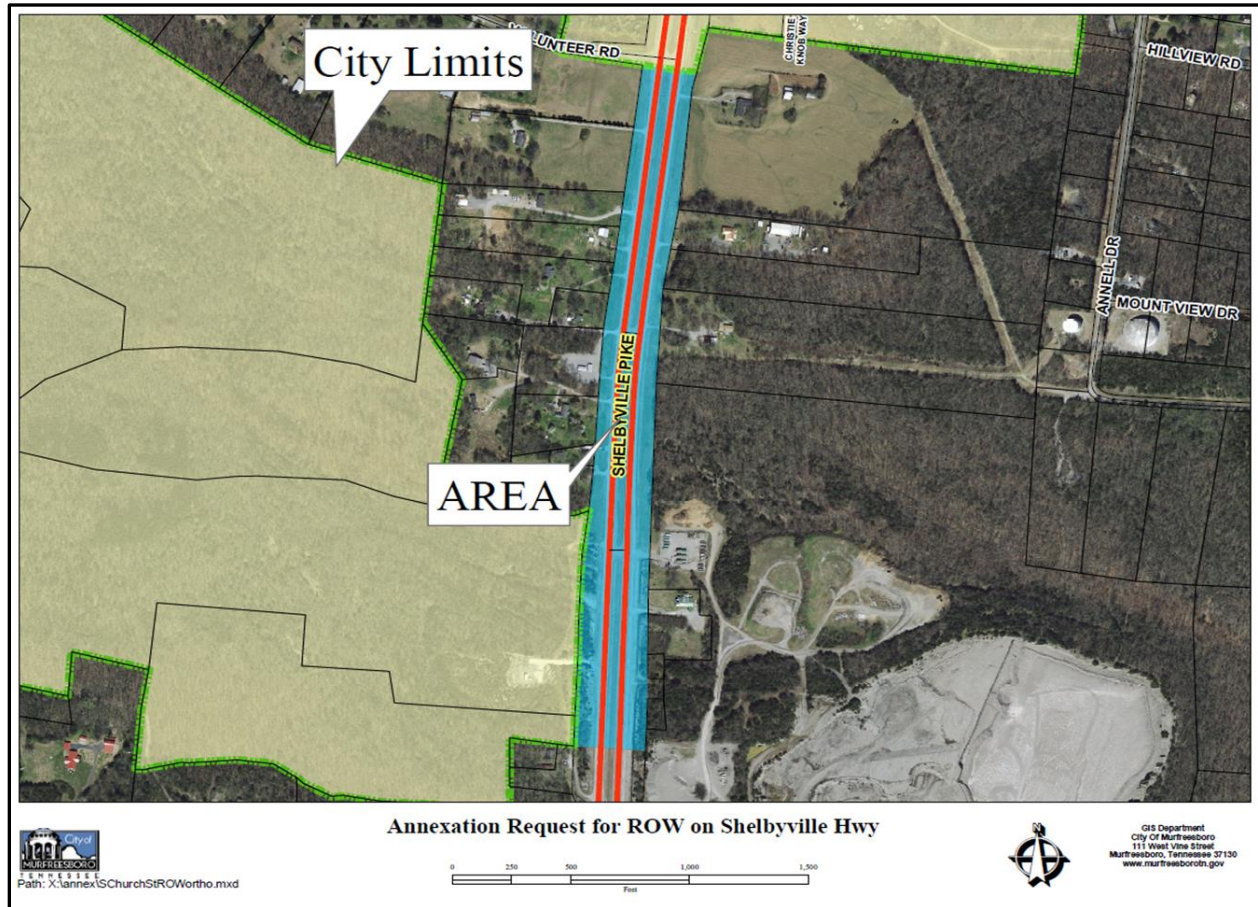 VOLUNTEER RD
CHRISTIE
KNOB WAY
HILLVIEW RD
City Limits
ANNELL DR
MOUNT VIEW DR
SHELBYVILLE PIKE
AREA
Annexation Request for ROW on Shelbyville Hwy
City of
MURFREESBORO
TENNESSEE
Path: X:\annex\SChurchStROWortho.mxd
0 250 500 1,000 1,500
Feet
N
GIS Department
City Of Murfreesboro
111 West Vine Street
Murfreesboro, Tennessee 37130
www.murfreesborotn.gov